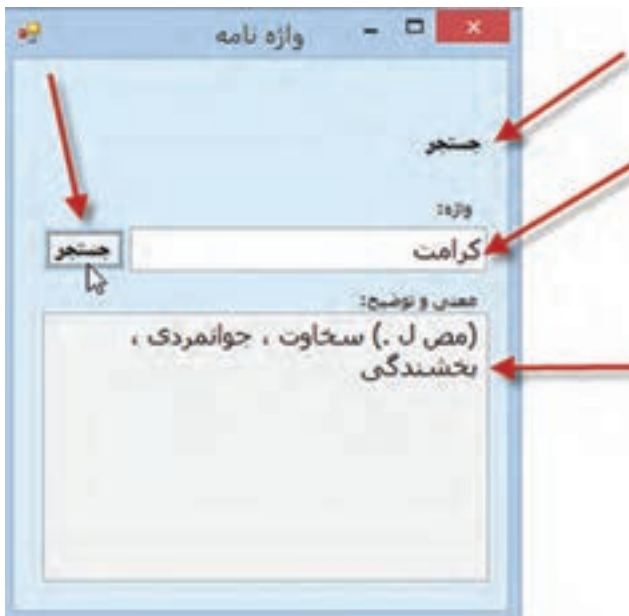 واژه نامه
جستجو
واژه:
کرامت
جستجو
معنی و توضیح:
(مص ل .) سخاوت ، جوانمردی ،
بخشندگی